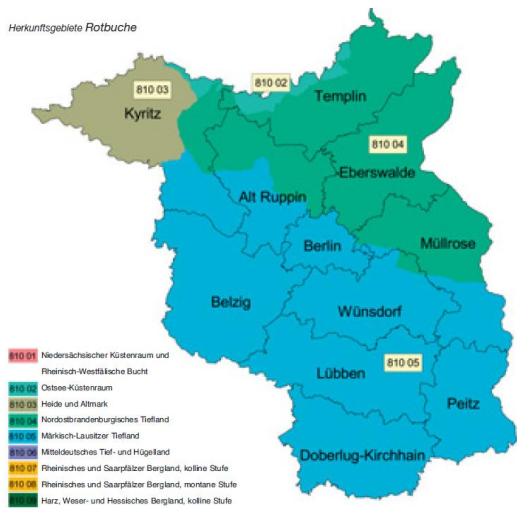 Herkunftsgebiete Rotbuche
810 02
810 03
Kyritz
Templin
810 04
Eberswalde
Alt Ruppin
Müllrose
Berlin
Belzig
Wünsdorf
810 05
Lübben
Peitz
Doberlug-Kirchhain
810 01 Niedersächsischer Küstenraum und
Rheinisch-Westfälische Bucht
810 02 Ostsee-Küstenraum
810 03 Heide und Altmark
810 04 Nordostbrandenburgisches Tiefland
810 05 Märkisch-Lausitzer Tiefland
810 06 Mitteldeutsches Tief- und Hügelland
810 07 Rheinisches und Saarpfälzer Bergland, kolline Stufe
810 08 Rheinisches und Saarpfälzer Bergland, montane Stufe
810 09 Harz, Weser- und Hessisches Bergland, kolline Stufe